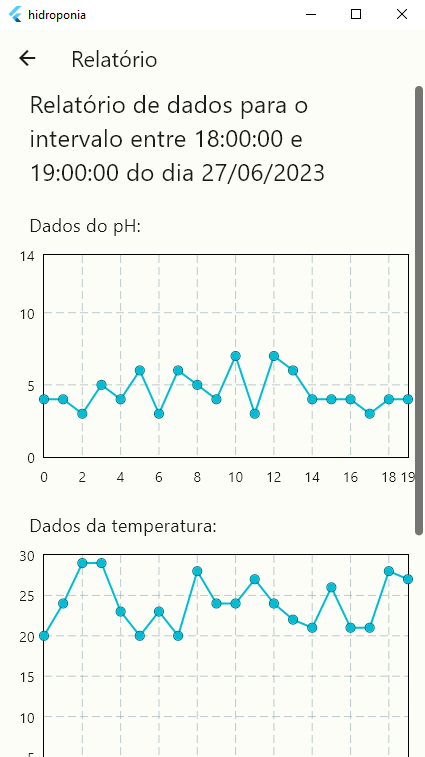 hidroponia
Relatório
Relatório de dados para o
intervalo entre 18:00:00 e
19:00:00 do dia 27/06/2023
Dados do pH:
14
10
5
0
0 2 4 6 8 10 12 14 16 18 19
Dados da temperatura:
30
25
20
15
10
5